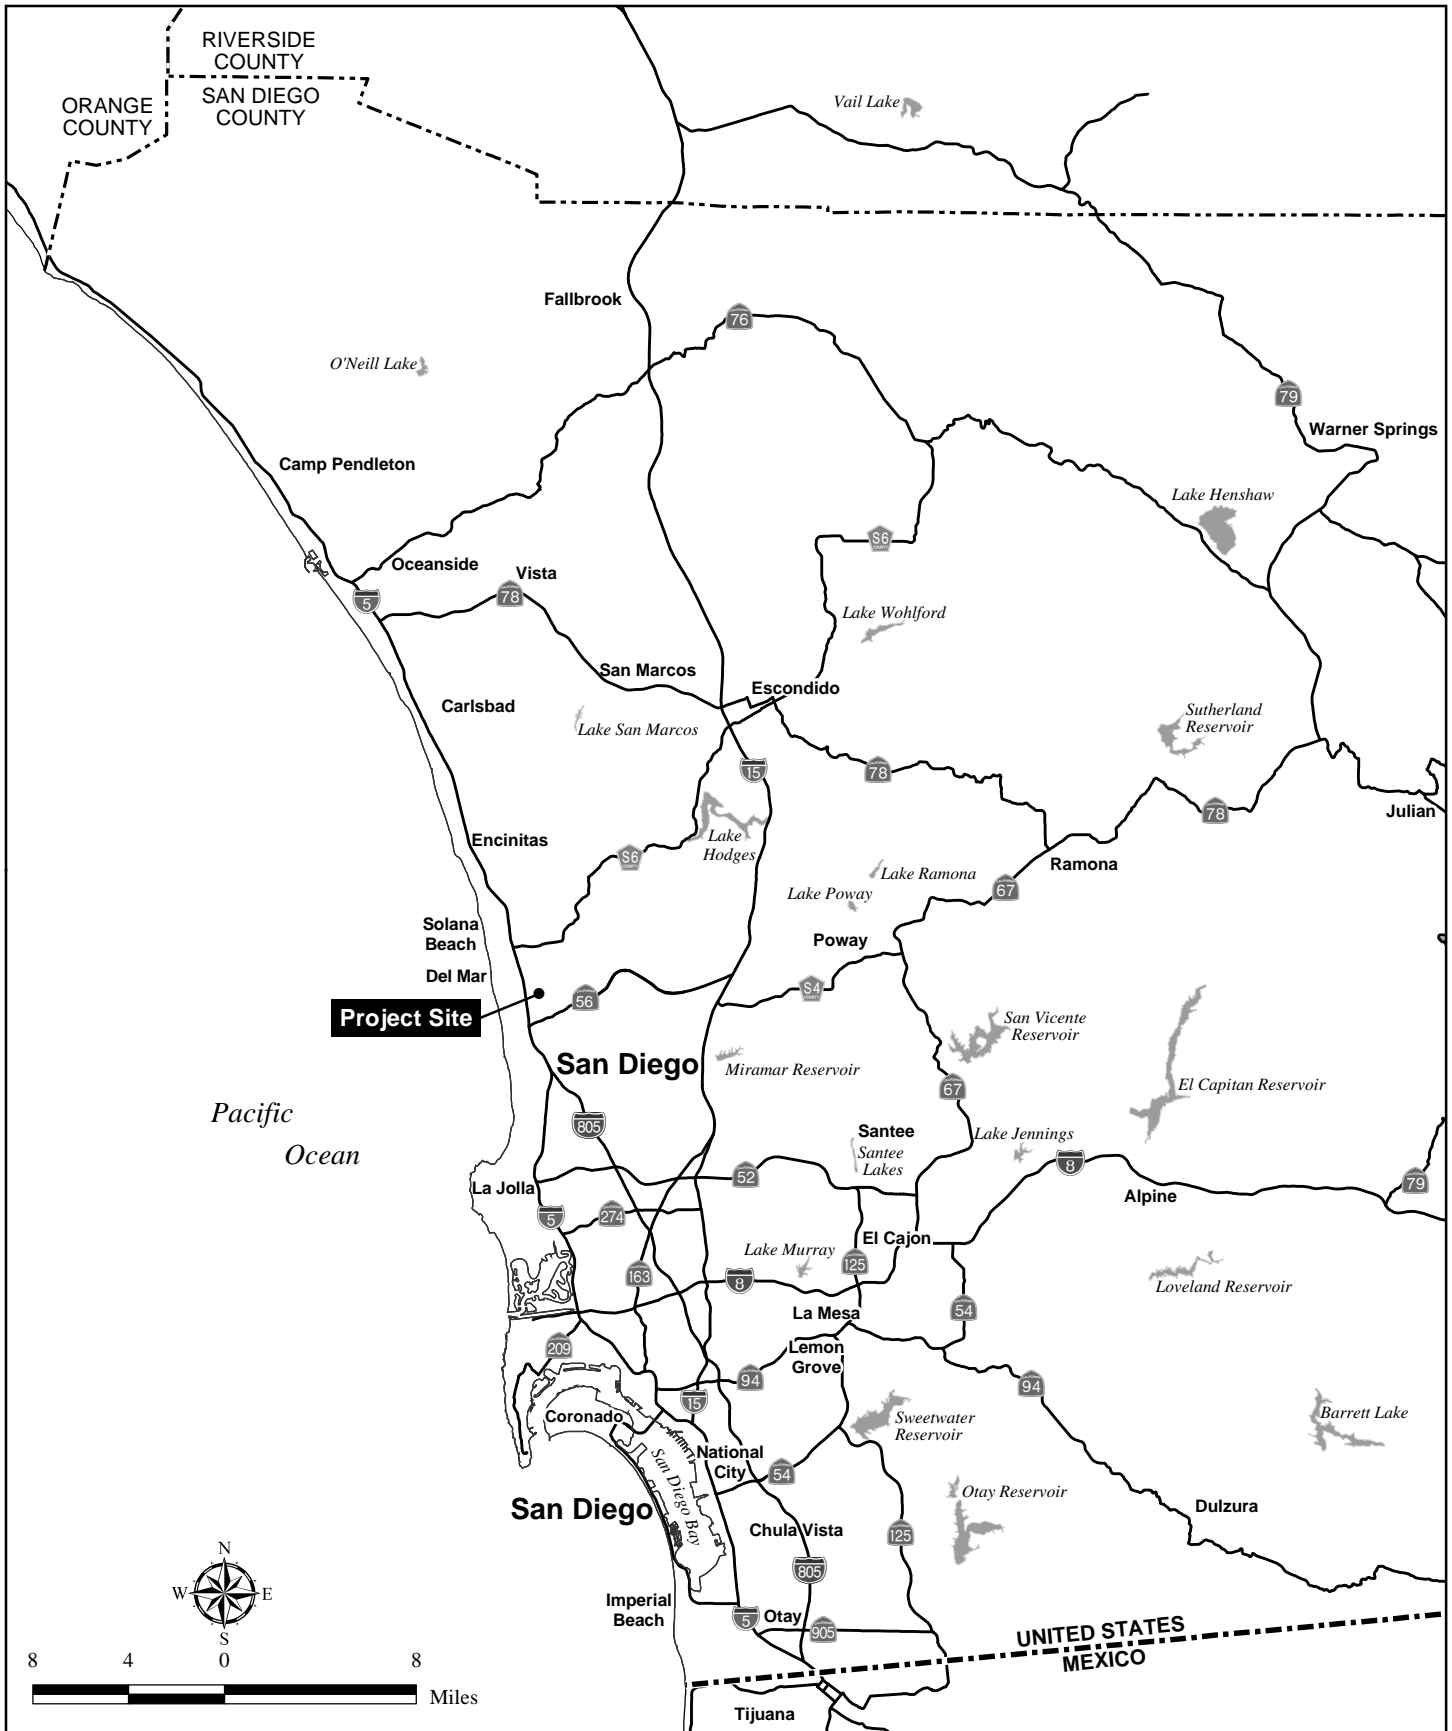 RIVERSIDE
COUNTY
ORANGE
COUNTY
SAN DIEGO
COUNTY
Vail Lake
Fallbrook
76
O'Neill Lake
79
Warner Springs
Camp Pendleton
Lake Henshaw
S6
COUNTY
Oceanside
Vista
5
78
Lake Wohlford
San Marcos
Escondido
Carlsbad
Lake San Marcos
Sutherland
Reservoir
15
78
78
Julian
Encinitas
Lake
Hodges
S6
COUNTY
Ramona
Lake Ramona
67
Lake Poway
Solana
Beach
Poway
Del Mar
56
S4
COUNTY
Project Site
San Vicente
Reservoir
San Diego
Miramar Reservoir
67
El Capitan Reservoir
Pacific
Ocean
805
Santee
Santee
Lakes
Lake Jennings
8
52
79
La Jolla
Alpine
5
274
El Cajon
Lake Murray
125
163
8
Loveland Reservoir
La Mesa
54
209
Lemon
Grove
94
94
15
Coronado
Sweetwater
Reservoir
Barrett Lake
National
City
54
San Diego Bay
San Diego
Otay Reservoir
Dulzura
Chula Vista
125
805
N
W
E
S
Imperial
Beach
5
Otay
905
UNITED STATES
MEXICO
8 4 0 8
Miles
Tijuana